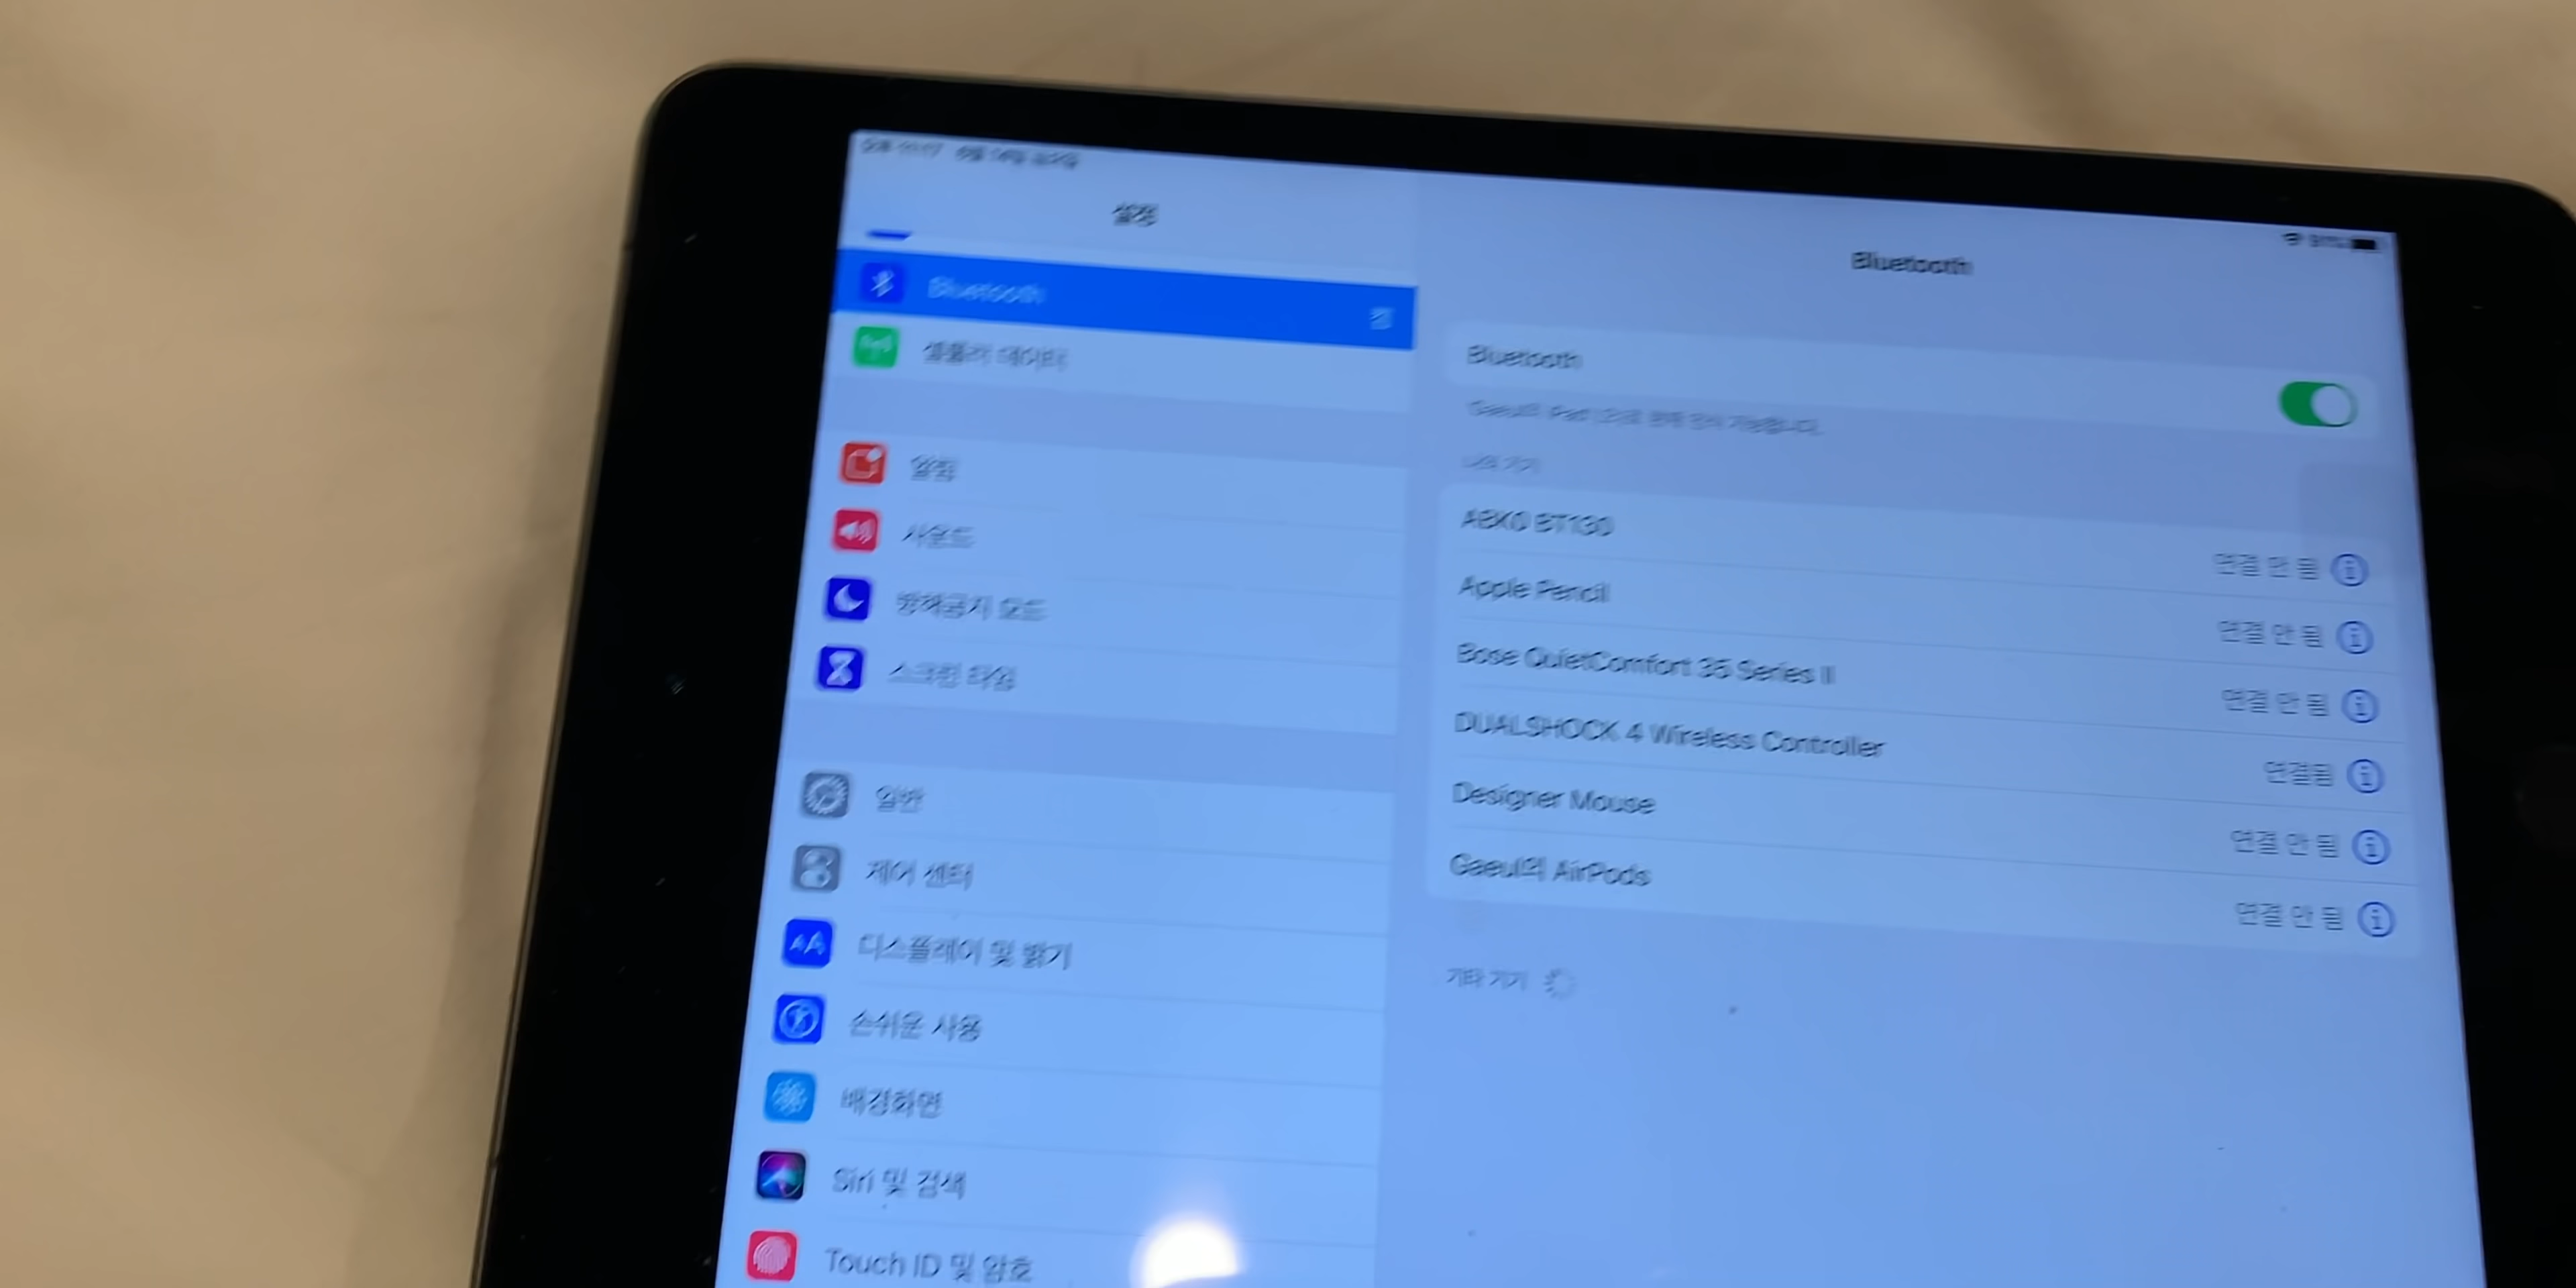 설정
Bluetooth
Bluetooth
켬
셀룰러 데이터
알림
사운드
방해금지 모드
스크린 타임
일반
제어 센터
디스플레이 및 밝기
손쉬운 사용
배경화면
Siri 및 검색
Touch ID 및 암호
Bluetooth
나의 기기
ABKO BT130
연결 안 됨
Apple Pencil
연결 안 됨
Bose QuietComfort 35 Series II
연결 안 됨
DUALSHOCK 4 Wireless Controller
연결됨
Designer Mouse
연결 안 됨
Gaeul의 AirPods
연결 안 됨
기타 기기